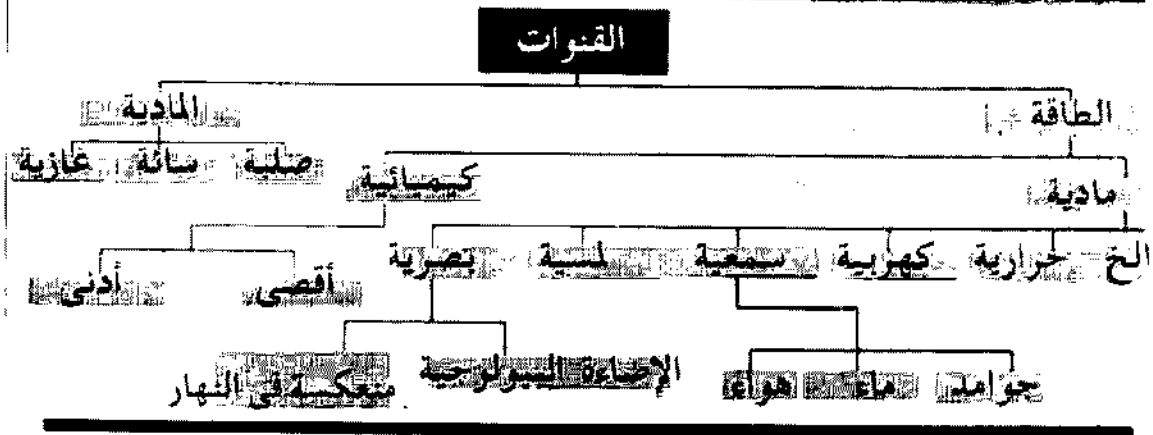 القنوات
الطاقة المادية
صلبة سائلة غازية
مادية كيميائية
الخ حرارية كهربية سمعية لمسية بصرية
أقصى أدنى
جوامد ماء هواء الإضاءة البيولوجية منعكسة في النهار